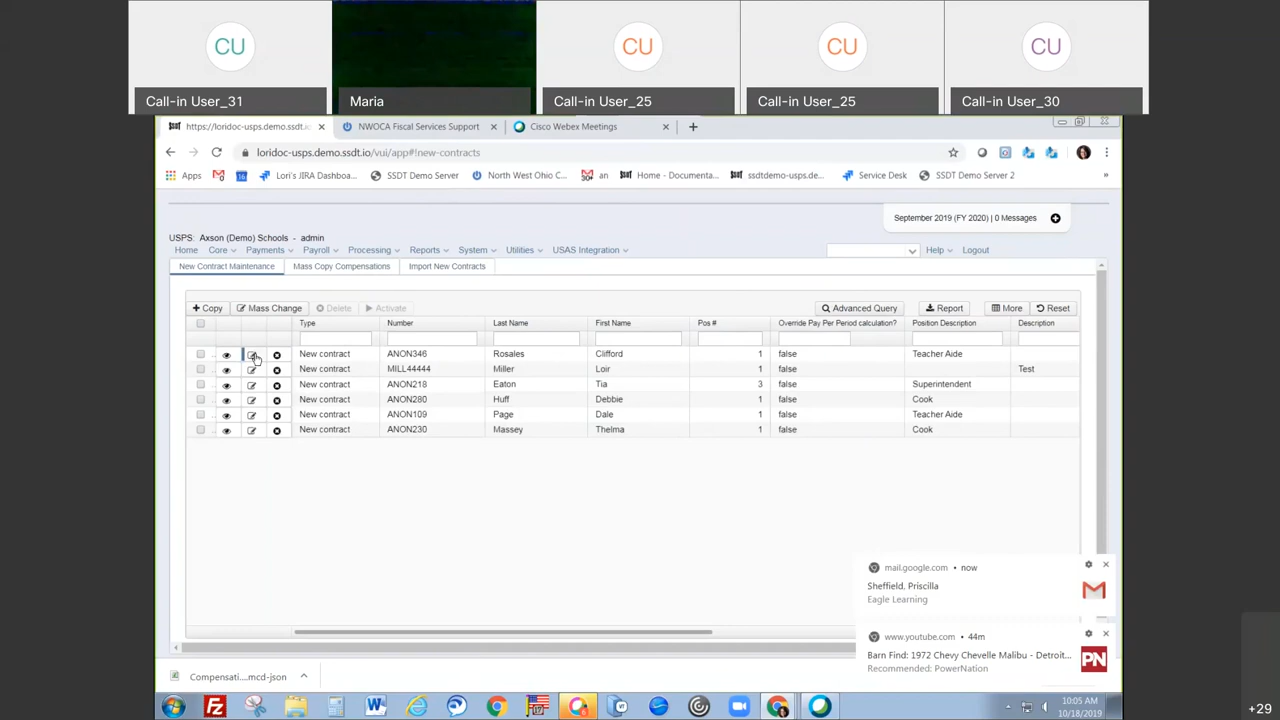 CU CU CU CU
Call-in User_31 Maria Call-in User_25 Call-in User_25 Call-in User_30
https://loridoc-usps.demo.ssdt.io NWOCA Fiscal Services Support Cisco Webex Meetings
loridoc-usps.demo.ssdt.io/vui/app#!new-contracts
Apps Lori's JIRA Dashboa... SSDT Demo Server North West Ohio C... an Home - Documenta... ssdtdemo-usps.de... Service Desk SSDT Demo Server 2 »
September 2019 (FY 2020) | 0 Messages
USPS: Axson (Demo) Schools - admin
Home Core Payments Payroll Processing Reports System Utilities USAS Integration Help Logout
New Contract Maintenance Mass Copy Compensations Import New Contracts
Copy Mass Change Delete Activate Advanced Query Report More Reset
Type Number Last Name First Name Pos # Override Pay Per Period calculation? Position Description Description
New contract ANON346 Rosales Clifford 1 false Teacher Aide
New contract MILL44444 Miller Loir 1 false Test
New contract ANON218 Eaton Tia 3 false Superintendent
New contract ANON280 Huff Debbie 1 false Cook
New contract ANON109 Page Dale 1 false Teacher Aide
New contract ANON230 Massey Thelma 1 false Cook
mail.google.com • now
Sheffield, Priscilla
Eagle Learning
www.youtube.com • 44m
Barn Find: 1972 Chevy Chevelle Malibu - Detroit...
Recommended: PowerNation
PN
Compensati....mcd-json
10:05 AM
10/18/2019
+29